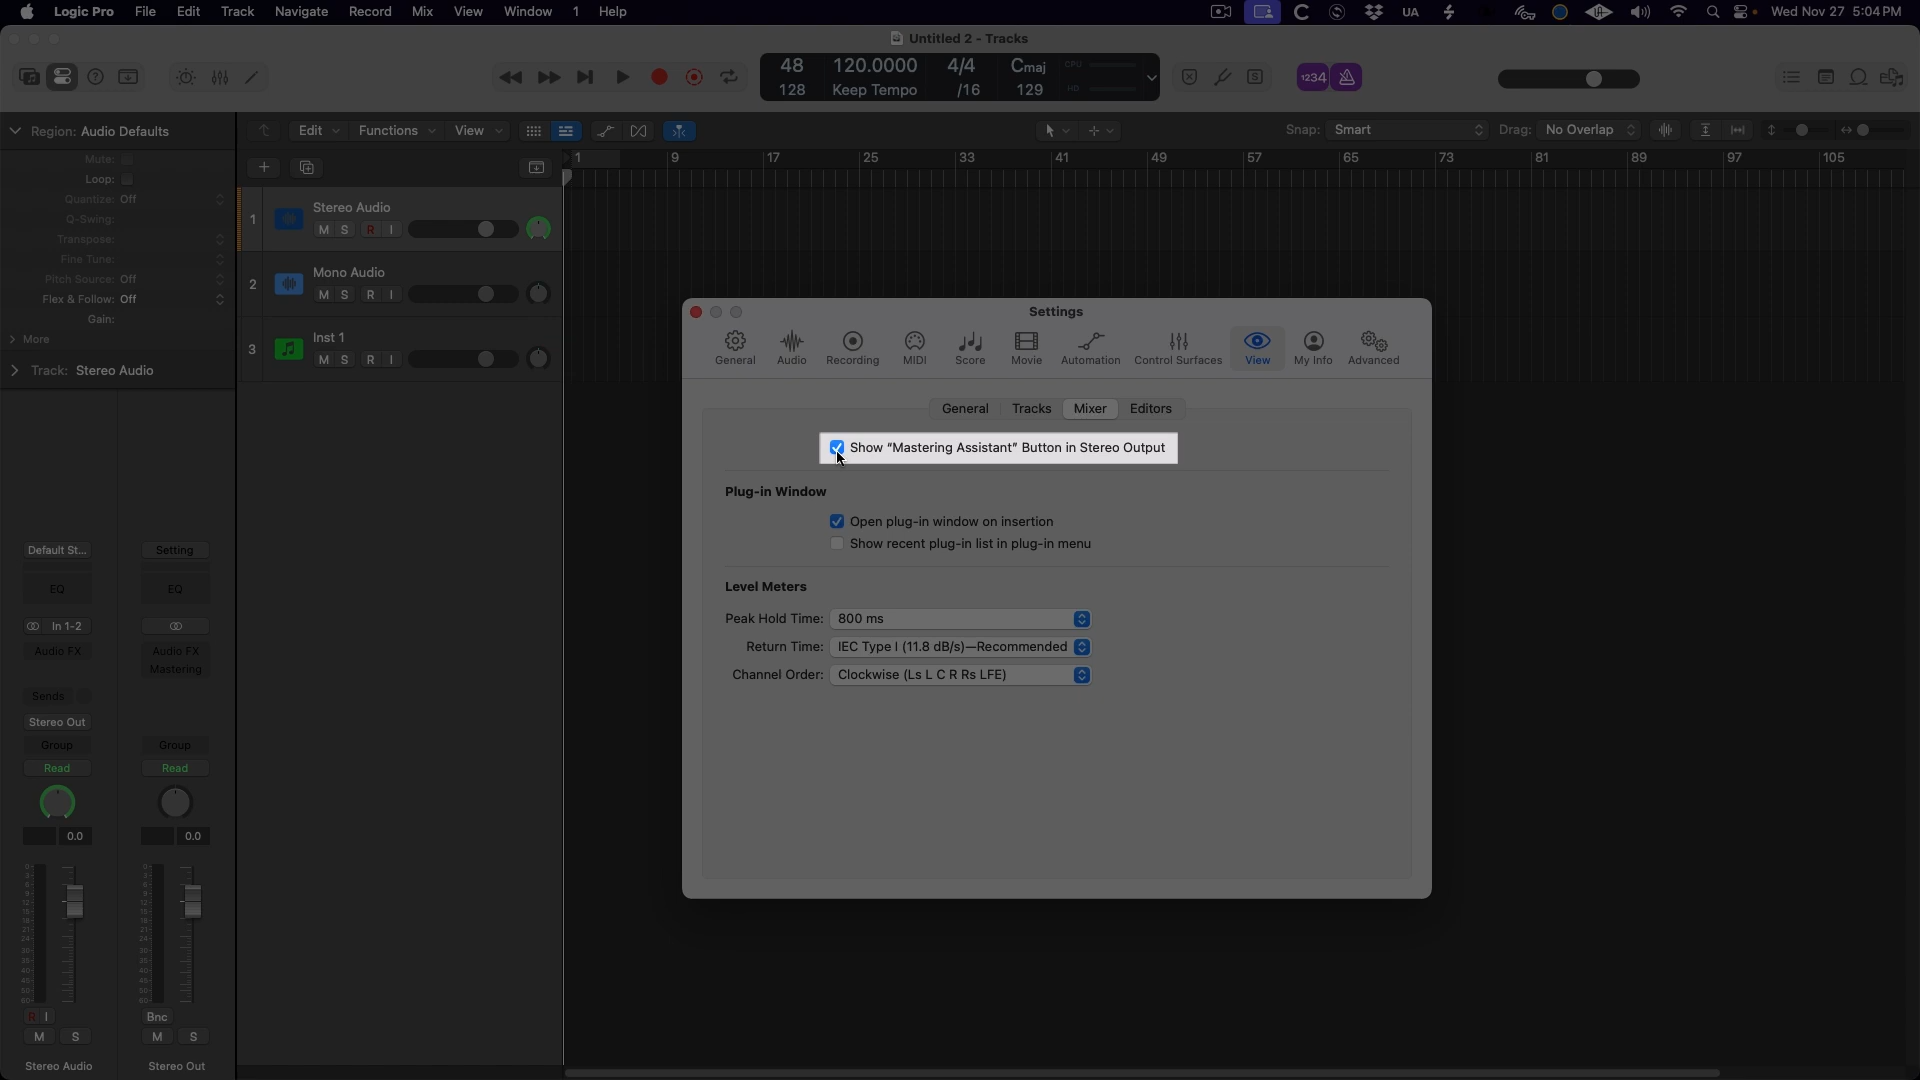 Logic Pro File Edit Track Navigate Record Mix View Window 1 Help UA Wed Nov 27 5:04 PM
Untitled 2 - Tracks
48 120.0000 4/4 Cmaj CPU
128 Keep Tempo /16 129 HD
1234
S
Region: Audio Defaults
Edit Functions View Snap: Smart Drag: No Overlap
1 9 17 25 33 41 49 57 65 73 81 89 97 105
Mute:
Loop:
Quantize: Off
Q-Swing:
Transpose:
Fine Tune:
Pitch Source: Off
Flex & Follow: Off
Gain:
More
Track: Stereo Audio
1 Stereo Audio
M S R I
2 Mono Audio
M S R I
3 Inst 1
M S R I
Settings
General Audio Recording MIDI Score Movie Automation Control Surfaces View My Info Advanced
General Tracks Mixer Editors
Show “Mastering Assistant” Button in Stereo Output
Plug-in Window
Open plug-in window on insertion
Show recent plug-in list in plug-in menu
Level Meters
Peak Hold Time: 800 ms
Return Time: IEC Type I (11.8 dB/s)—Recommended
Channel Order: Clockwise (Ls L C R Rs LFE)
Default St... Setting
EQ EQ
In 1-2
Audio FX Audio FX
Mastering
Sends
Stereo Out
Group Group
Read Read
0.0 0.0
R I Bnc
M S M S
Stereo Audio Stereo Out